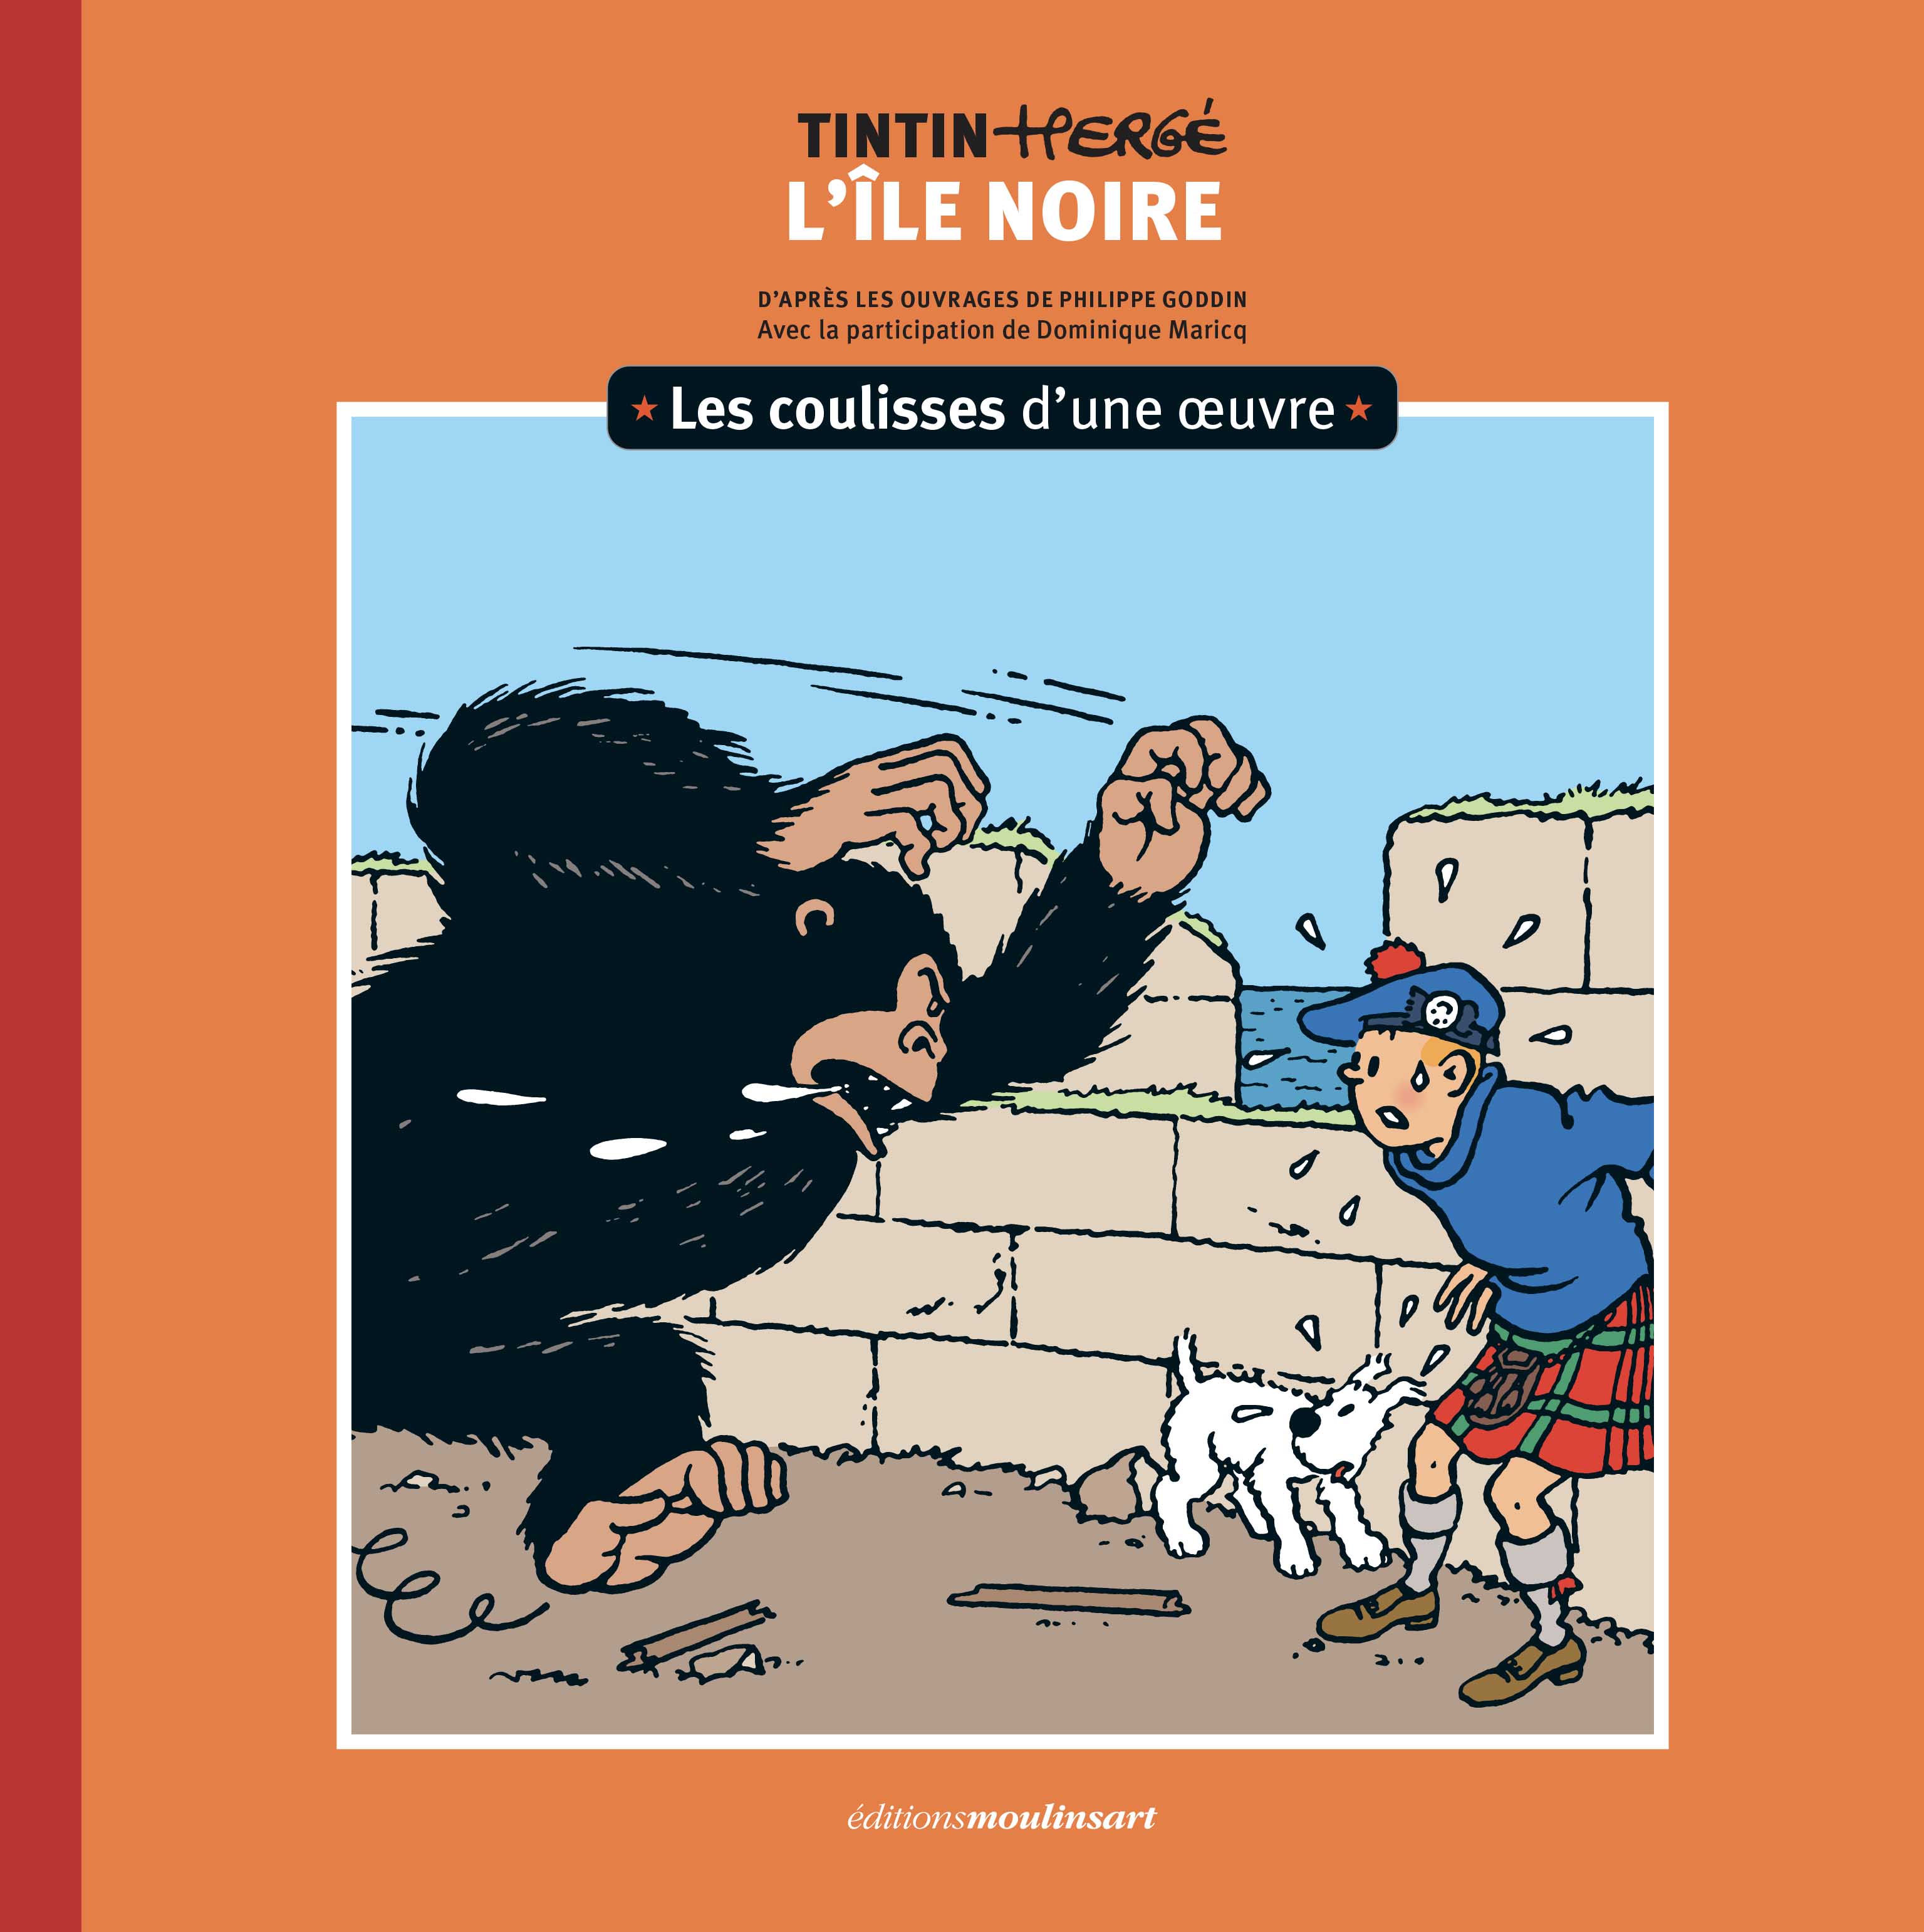 TINTIN HERGÉ
L'ÎLE NOIRE
D'APRÈS LES OUVRAGES DE PHILIPPE GODDIN
Avec la participation de Dominique Maricq
★ Les coulisses d'une œuvre ★
éditionsmoulinsart